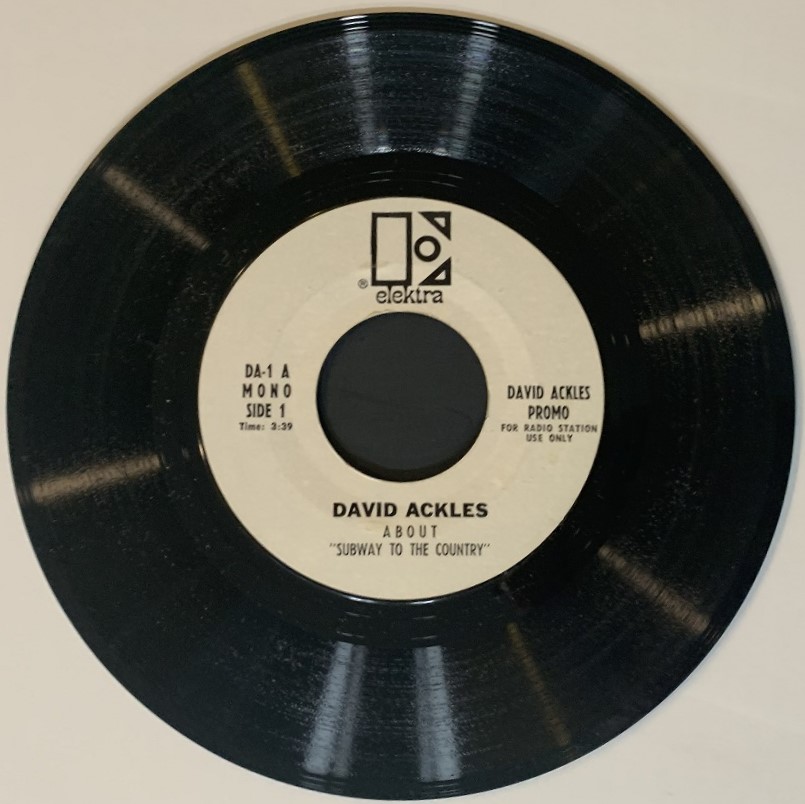 ®
elektra
DA-1 A
MONO
SIDE 1
Time: 3:39
DAVID ACKLES
PROMO
FOR RADIO STATION
USE ONLY
DAVID ACKLES
ABOUT
"SUBWAY TO THE COUNTRY"